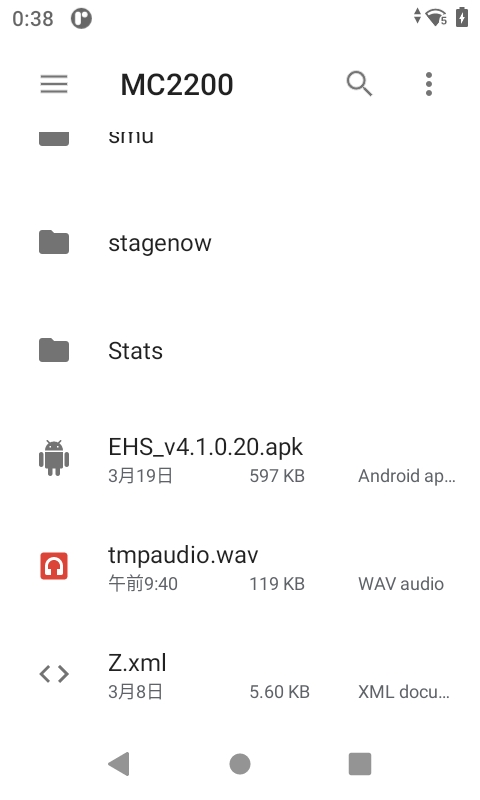 0:38
MC2200
smu
stagenow
Stats
EHS_v4.1.0.20.apk
3月19日 597 KB Android ap…
tmpaudio.wav
午前9:40 119 KB WAV audio
Z.xml
3月8日 5.60 KB XML docu…